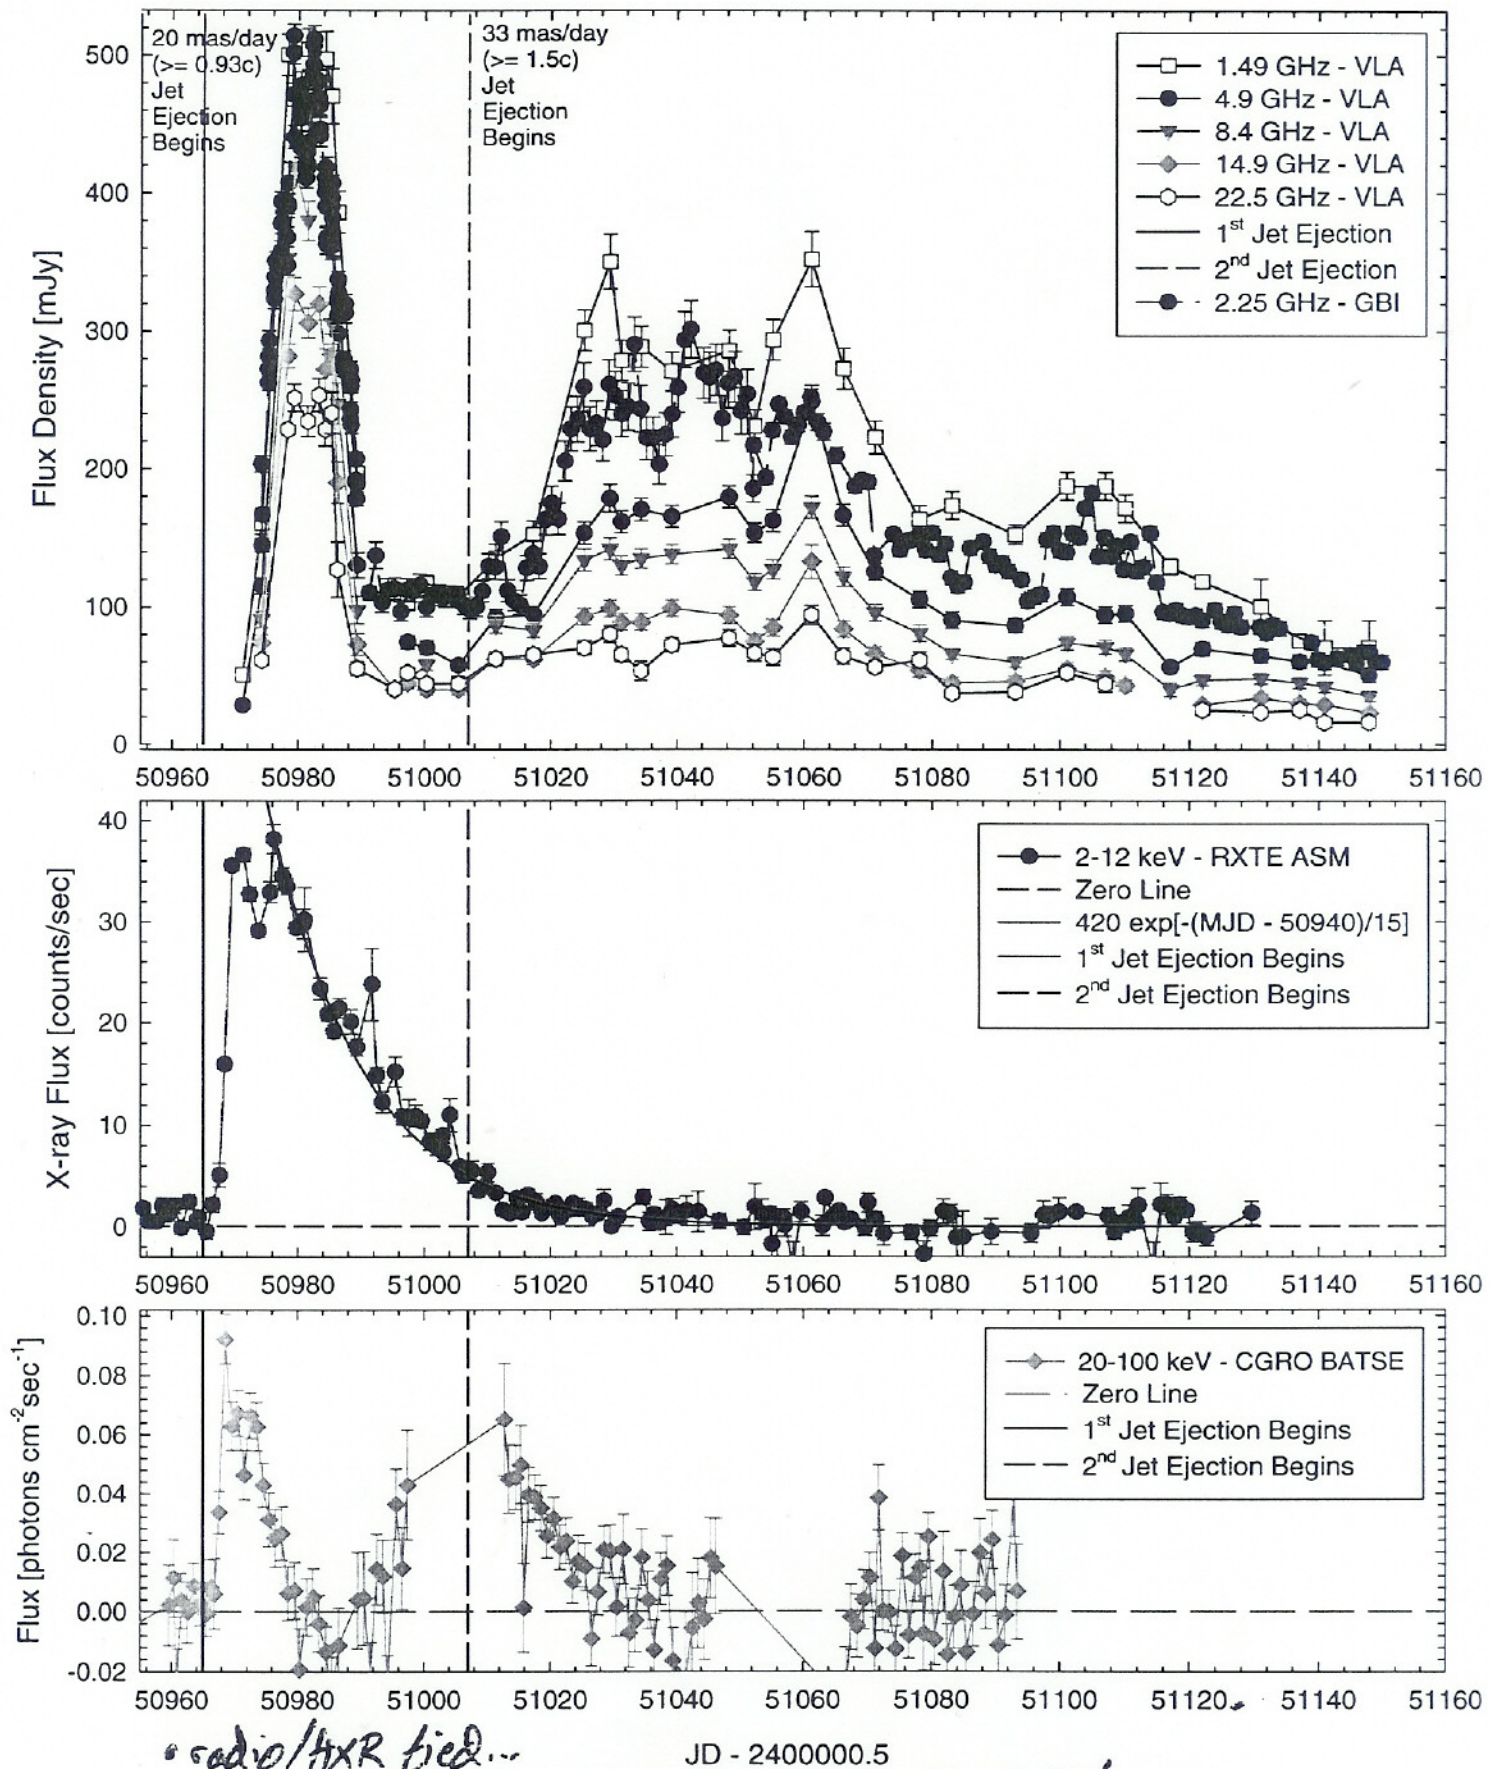 20 mas/day
(>= 0.93c)
Jet
Ejection
Begins
33 mas/day
(>= 1.5c)
Jet
Ejection
Begins
1.49 GHz - VLA
4.9 GHz - VLA
8.4 GHz - VLA
14.9 GHz - VLA
22.5 GHz - VLA
1st Jet Ejection
2nd Jet Ejection
2.25 GHz - GBI
Flux Density [mJy]
500
400
300
200
100
0
50960 50980 51000 51020 51040 51060 51080 51100 51120 51140 51160
2-12 keV - RXTE ASM
Zero Line
420 exp[-(MJD - 50940)/15]
1st Jet Ejection Begins
2nd Jet Ejection Begins
X-ray Flux [counts/sec]
40
30
20
10
0
50960 50980 51000 51020 51040 51060 51080 51100 51120 51140 51160
20-100 keV - CGRO BATSE
Zero Line
1st Jet Ejection Begins
2nd Jet Ejection Begins
Flux [photons cm-2sec-1]
0.10
0.08
0.06
0.04
0.02
0.00
-0.02
50960 50980 51000 51020 51040 51060 51080 51100 51120 51140 51160
radio/HXR tied...
JD - 2400000.5